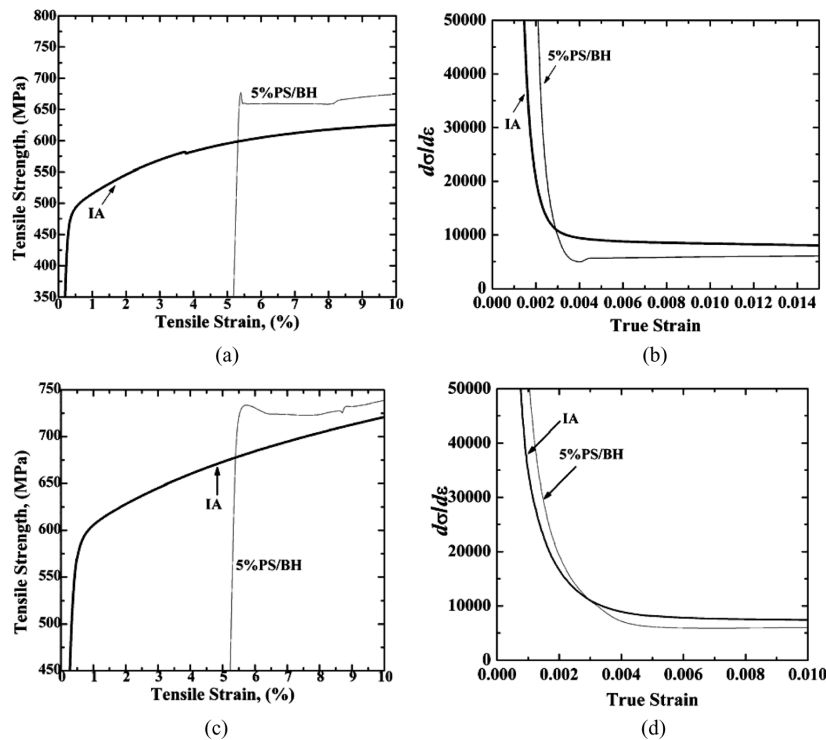 800
750
700
650
600
550
500
450
400
350
Tensile Strength, (MPa)
5%PS/BH
IA
0 1 2 3 4 5 6 7 8 9 10
Tensile Strain, (%)
(a)
50000
40000
30000
20000
10000
0
dσ/dε
5%PS/BH
IA
0.000 0.002 0.004 0.006 0.008 0.010 0.012 0.014
True Strain
(b)
750
700
650
600
550
500
450
Tensile Strength, (MPa)
IA
5%PS/BH
0 1 2 3 4 5 6 7 8 9 10
Tensile Strain, (%)
(c)
50000
40000
30000
20000
10000
0
dσ/dε
IA
5%PS/BH
0.000 0.002 0.004 0.006 0.008 0.010
True Strain
(d)